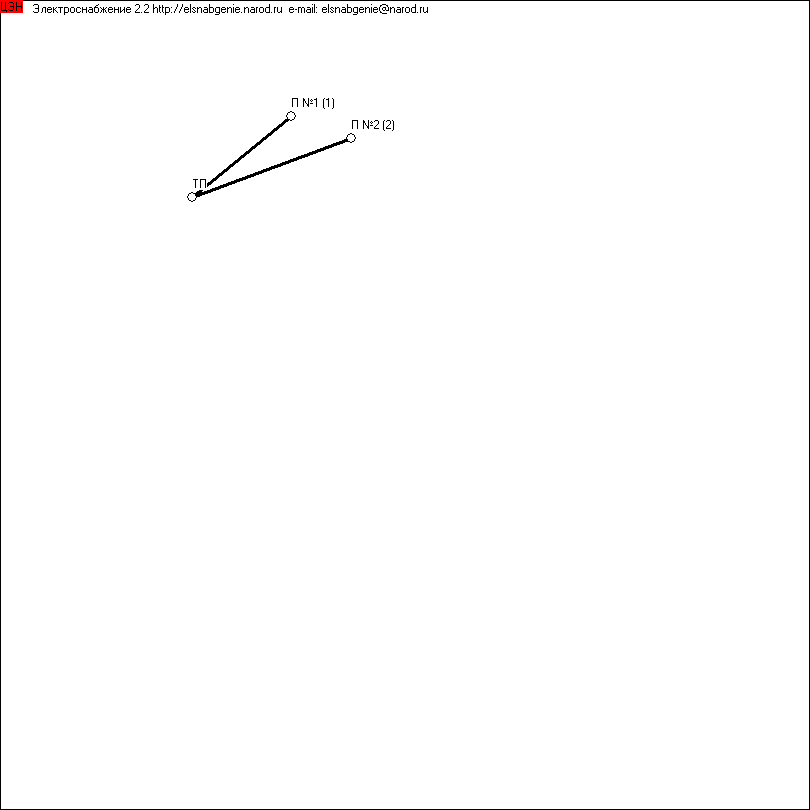 ЦЭН Электроснабжение 2.2 http://elsnabgenie.narod.ru e-mail: elsnabgenie@narod.ru
П №1 (1)
П №2 (2)
ТП